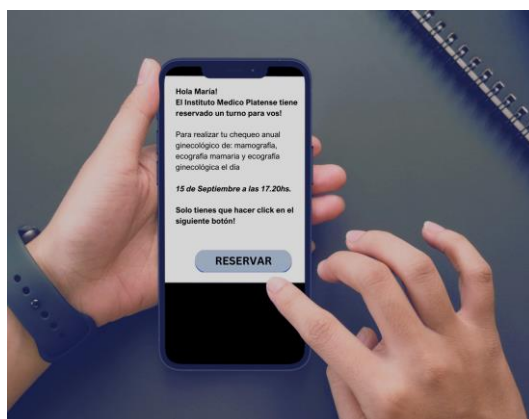 Hola María!
El Instituto Medico Platense tiene
reservado un turno para vos!
Para realizar tu chequeo anual
ginecológico de: mamografía,
ecografía mamaria y ecografía
ginecológica el día
15 de Septiembre a las 17.20hs.
Solo tienes que hacer click en el
siguiente botón!
RESERVAR